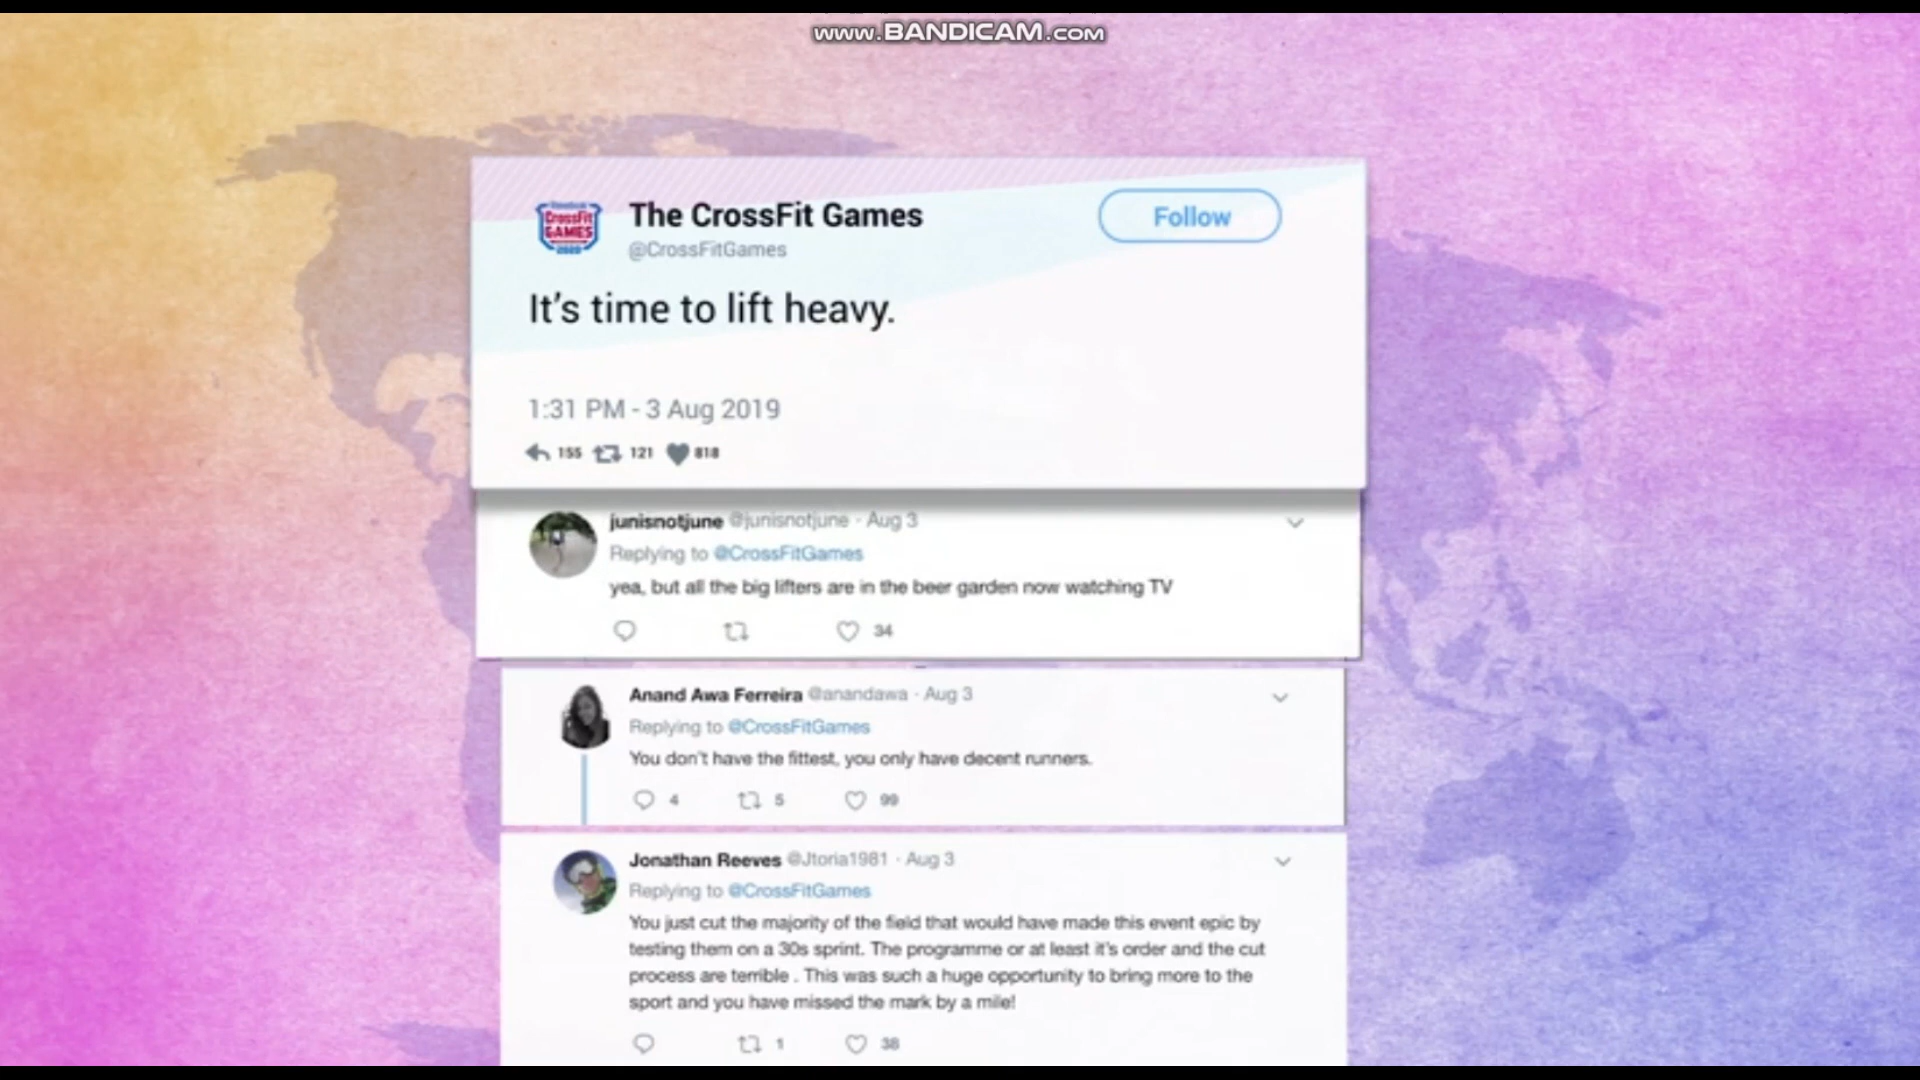 www.BANDICAM.com
CrossFit
GAMES
2020
The CrossFit Games
Follow
@CrossFitGames
It's time to lift heavy.
1:31 PM - 3 Aug 2019
155 121 818
junisnotjune @junisnotjune · Aug 3
Replying to @CrossFitGames
yea, but all the big lifters are in the beer garden now watching TV
34
Anand Awa Ferreira @anandawa · Aug 3
Replying to @CrossFitGames
You don't have the fittest, you only have decent runners.
4 5 99
Jonathan Reeves @Jtoria1981 · Aug 3
Replying to @CrossFitGames
You just cut the majority of the field that would have made this event epic by
testing them on a 30s sprint. The programme or at least it's order and the cut
process are terrible . This was such a huge opportunity to bring more to the
sport and you have missed the mark by a mile!
1 38